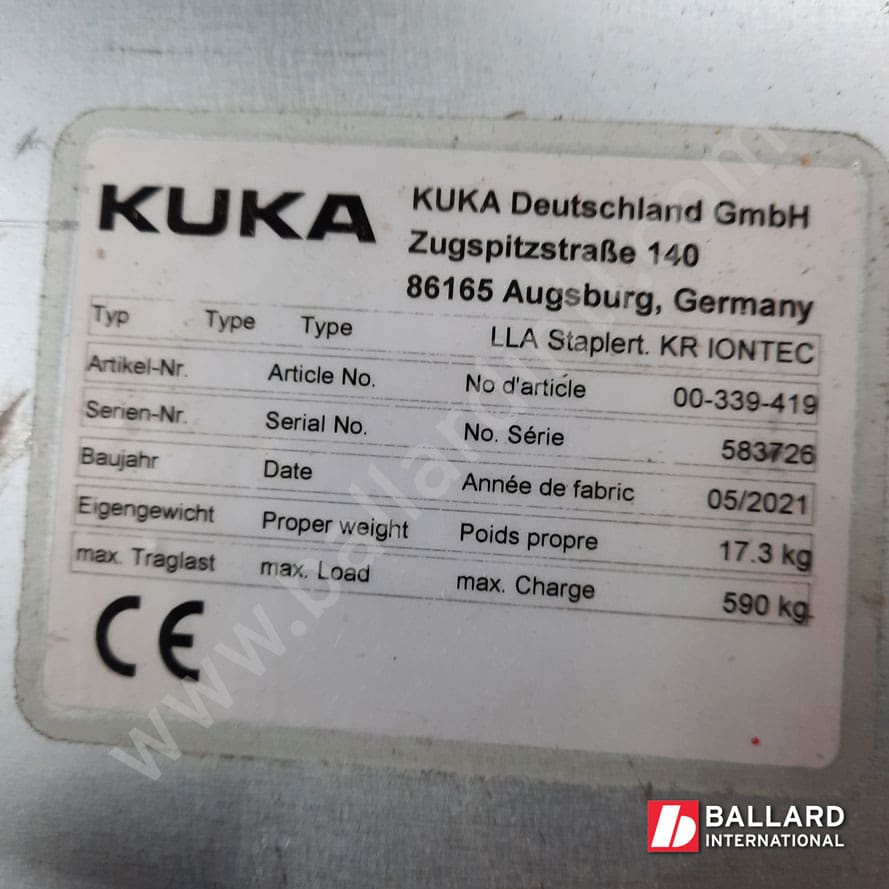 KUKA
KUKA Deutschland GmbH
Zugspitzstraße 140
86165 Augsburg, Germany
Typ Type Type LLA Staplert. KR IONTEC
Artikel-Nr. Article No. No d'article 00-339-419
Serien-Nr. Serial No. No. Série 583726
Baujahr Date Année de fabric 05/2021
Eigengewicht Proper weight Poids propre 17.3 kg
max. Traglast max. Load max. Charge 590 kg
CE
www.ballardintl.com
BALLARD
INTERNATIONAL